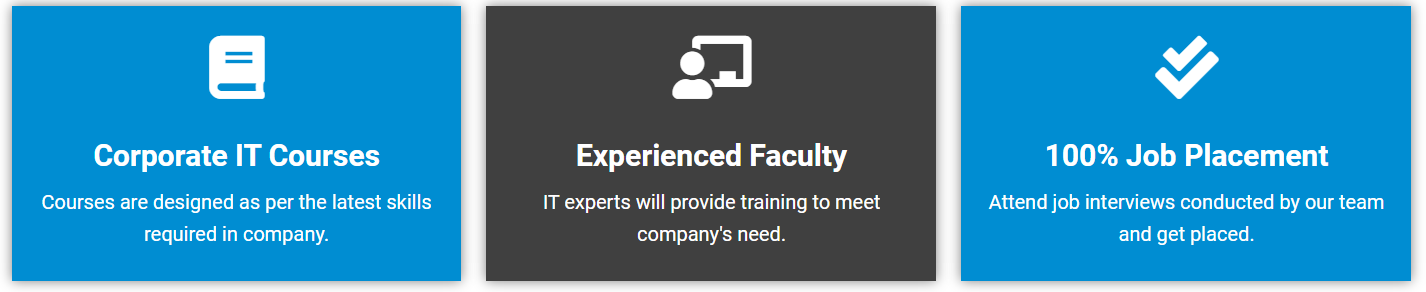 Corporate IT Courses
Courses are designed as per the latest skills
required in company.
Experienced Faculty
IT experts will provide training to meet
company's need.
100% Job Placement
Attend job interviews conducted by our team
and get placed.